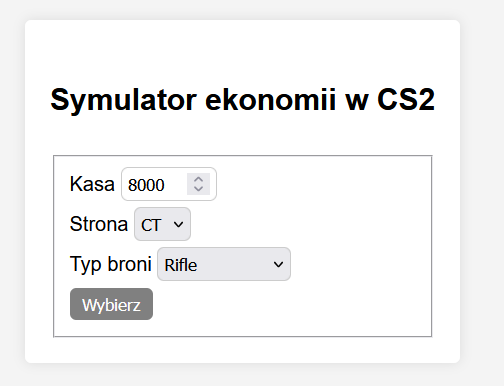 Symulator ekonomii w CS2
Kasa 8000
Strona CT
Typ broni Rifle
Wybierz